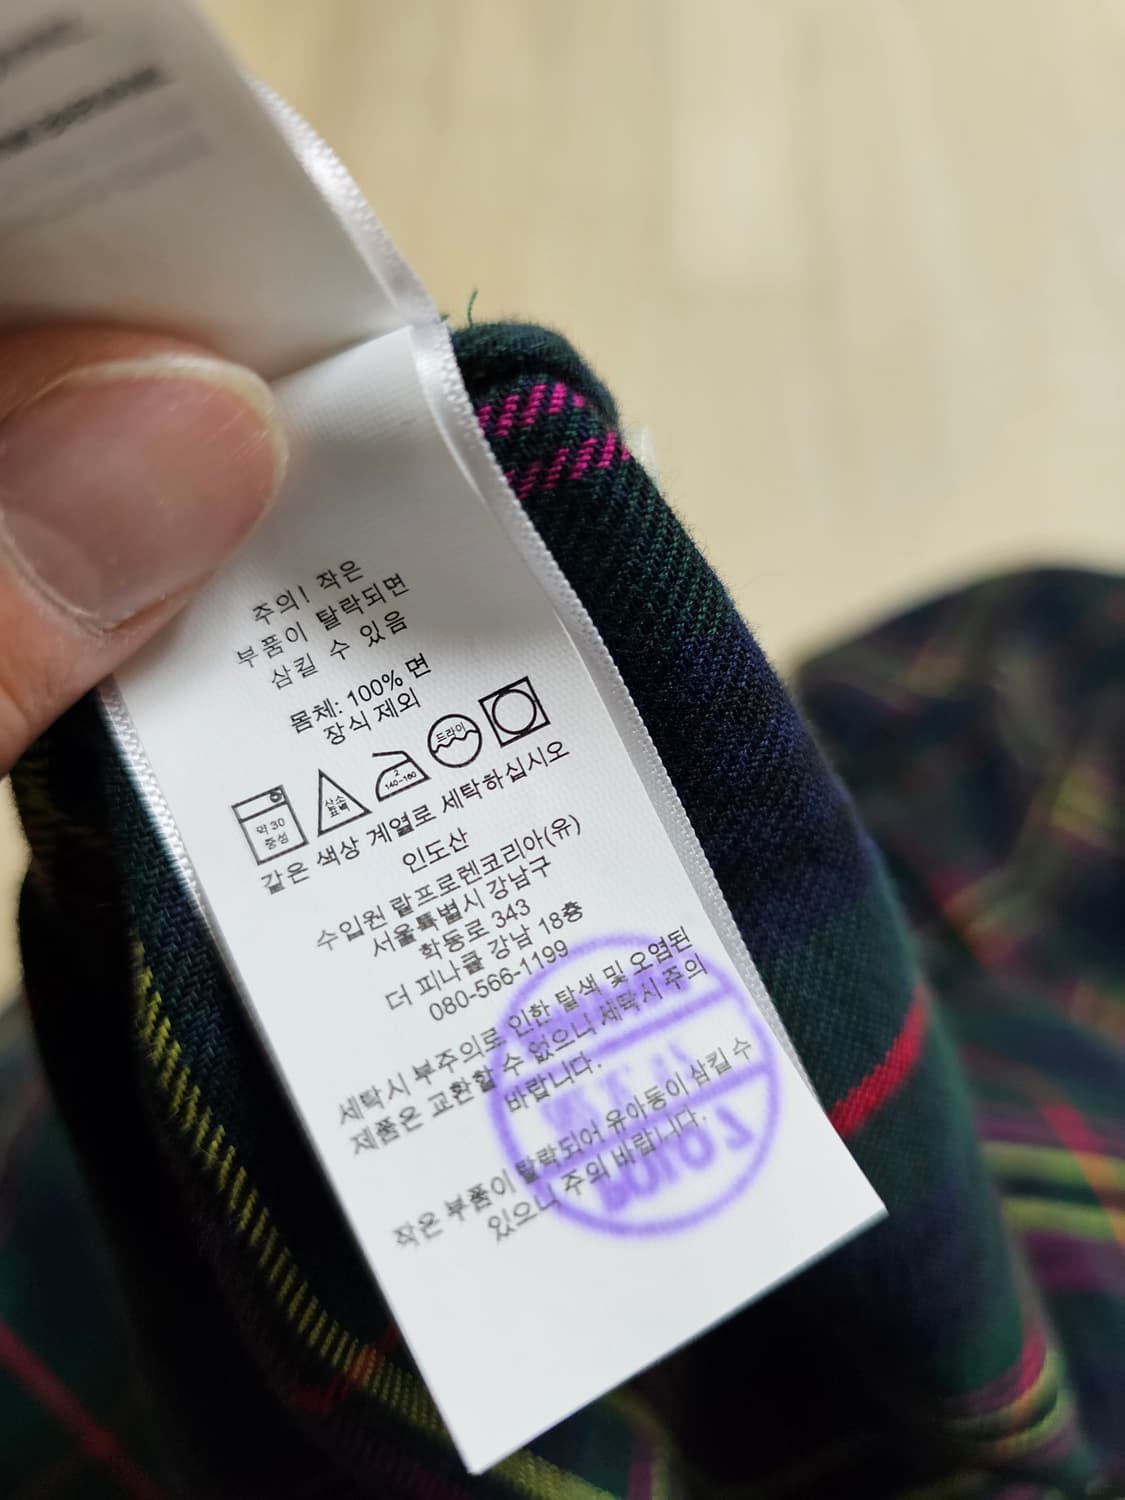 주의! 작은
부품이 탈락되면
삼킬 수 있음
몸체: 100% 면
장식 제외
약 30
중성
산소
표백
2
140~160
드라이
같은 색상 계열로 세탁하십시오
인도산
수입원 랄프로렌코리아(유)
서울특별시 강남구
학동로 343
더 피나클 강남 18층
080-566-1199
세탁시 부주의로 인한 탈색 및 오염된
제품은 교환할 수 없으니 세탁시 주의
바랍니다.
작은 부품이 탈락되어 유아동이 삼킬 수
있으니 주의 바랍니다.